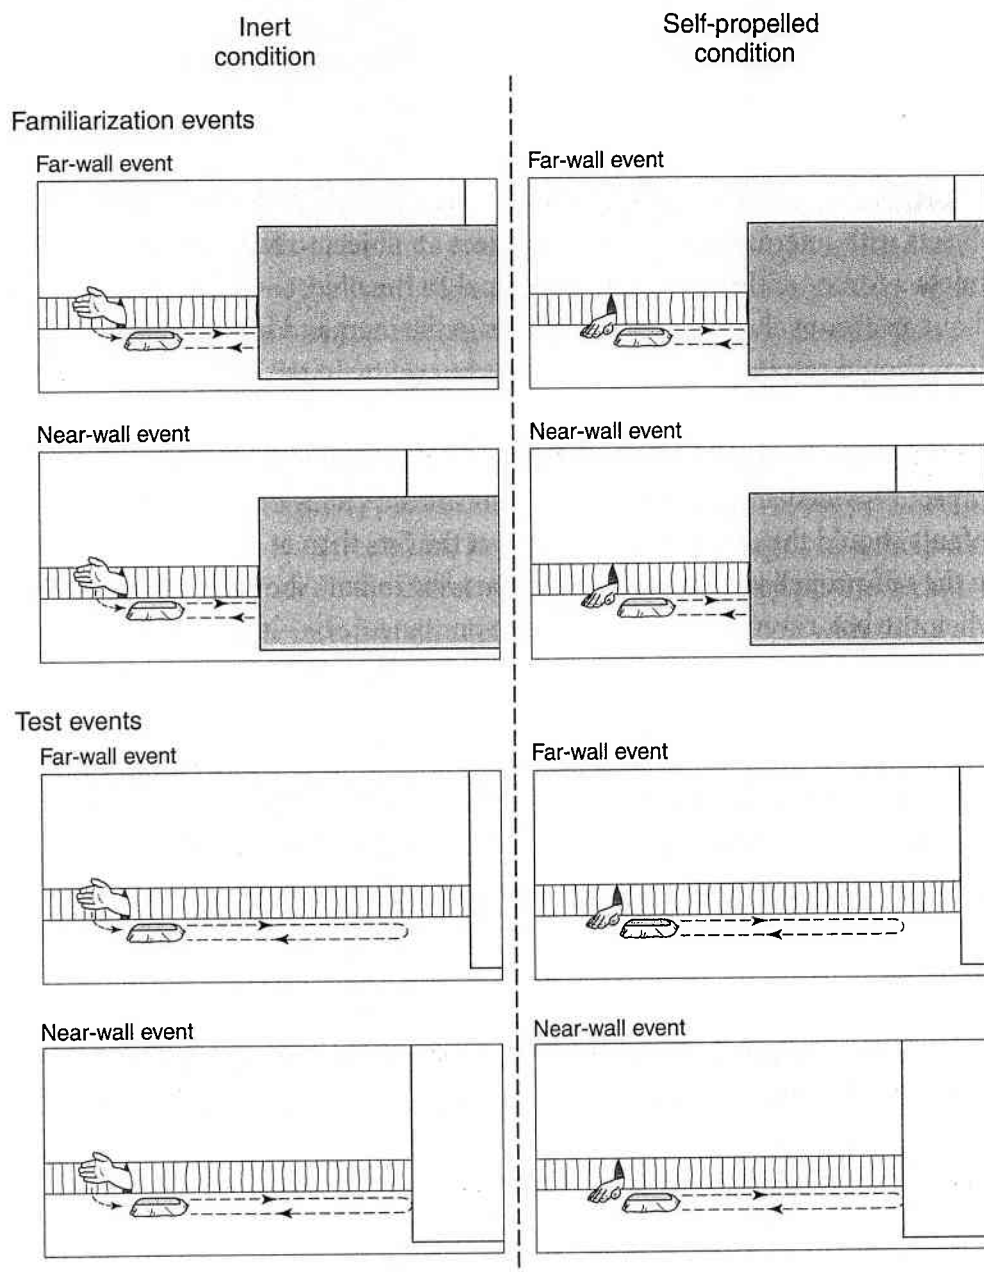 Inert
condition
Self-propelled
condition
Familiarization events
Far-wall event
Far-wall event
Near-wall event
Near-wall event
Test events
Far-wall event
Far-wall event
Near-wall event
Near-wall event